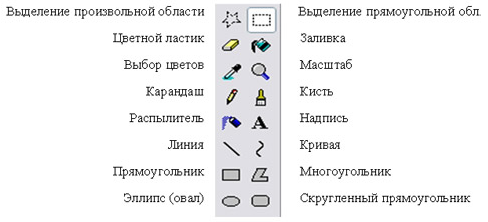 Выделение произвольной области Выделение прямоугольной обл.
Цветной ластик Заливка
Выбор цветов Масштаб
Карандаш Кисть
Распылитель A Надпись
Линия Кривая
Прямоугольник Многоугольник
Эллипс (овал) Скругленный прямоугольник